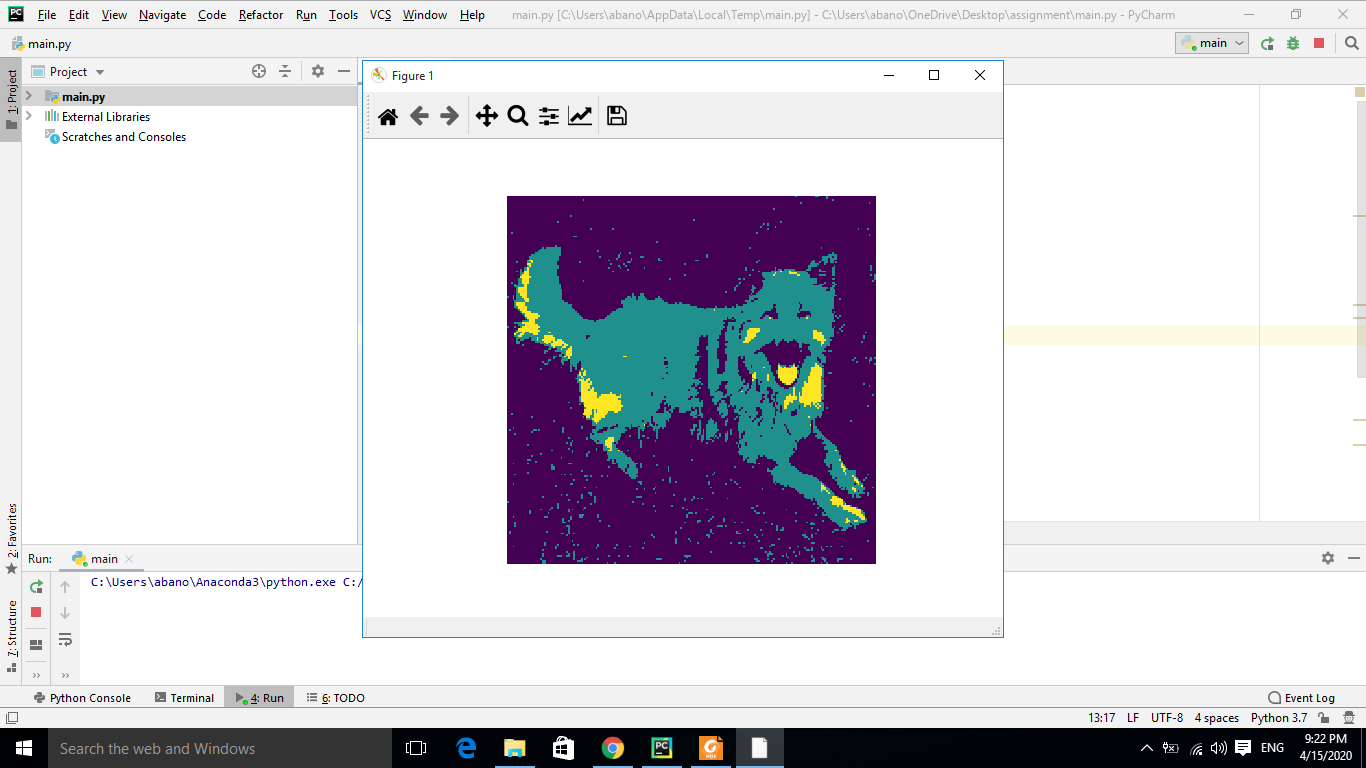 PC File Edit View Navigate Code Refactor Run Tools VCS Window Help main.py [C:\Users\abano\AppData\Local\Temp\main.py] - C:\Users\abano\OneDrive\Desktop\assignment\main.py - PyCharm
main.py main
1: Project Project
main.py
External Libraries
Scratches and Consoles
Figure 1
2: Favorites
7: Structure
Run: main
C:\Users\abano\Anaconda3\python.exe C:/
>> >>
Python Console Terminal 4: Run 6: TODO Event Log
13:17 LF UTF-8 4 spaces Python 3.7
Search the web and Windows PC PDF ENG 9:22 PM
4/15/2020